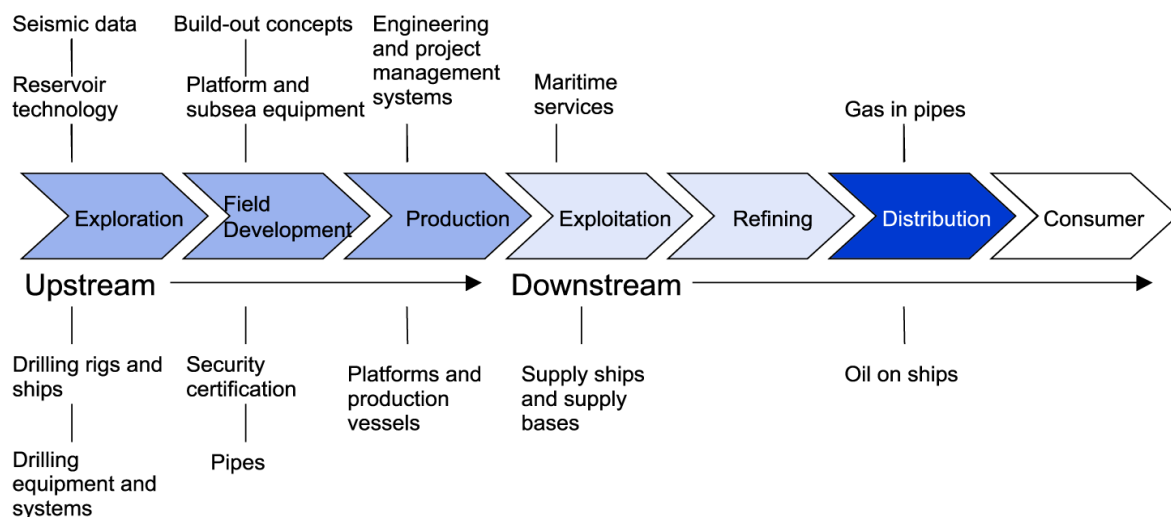 Seismic data
Build-out concepts
Engineering
and project
management
systems
Reservoir
technology
Platform and
subsea equipment
Maritime
services
Gas in pipes
Exploration
Field
Development
Production
Exploitation
Refining
Distribution
Consumer
Upstream
Downstream
Drilling rigs and
ships
Security
certification
Platforms and
production
vessels
Supply ships
and supply
bases
Oil on ships
Drilling
equipment and
systems
Pipes